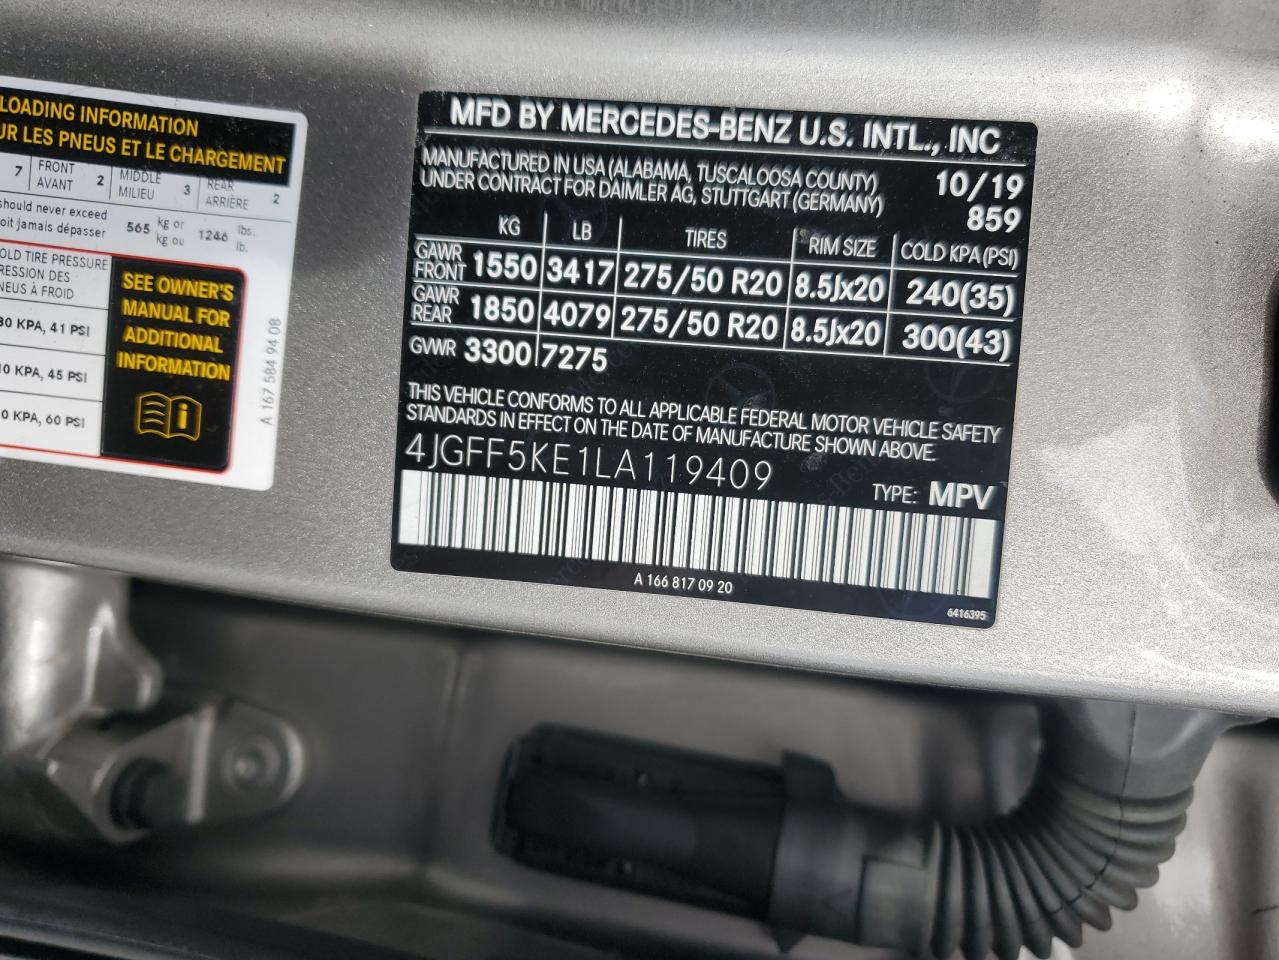 LOADING INFORMATION
UR LES PNEUS ET LE CHARGEMENT
7 FRONT AVANT 2 MIDDLE MILIEU 3 REAR ARRIÈRE 2
should never exceed
oit jamais dépasser 565 kg or kg ou 1246 lbs. lb.
OLD TIRE PRESSURE
RESSION DES
NEUS À FROID
80 KPA, 41 PSI
10 KPA, 45 PSI
0 KPA, 60 PSI
SEE OWNER'S
MANUAL FOR
ADDITIONAL
INFORMATION
A 167 584 94 08
MFD BY MERCEDES-BENZ U.S. INTL., INC
MANUFACTURED IN USA (ALABAMA, TUSCALOOSA COUNTY) 10/19
UNDER CONTRACT FOR DAIMLER AG, STUTTGART (GERMANY) 859
KG LB TIRES RIM SIZE COLD KPA (PSI)
GAWR FRONT 1550 3417 275/50 R20 8.5Jx20 240(35)
GAWR REAR 1850 4079 275/50 R20 8.5Jx20 300(43)
GVWR 3300 7275
THIS VEHICLE CONFORMS TO ALL APPLICABLE FEDERAL MOTOR VEHICLE SAFETY
STANDARDS IN EFFECT ON THE DATE OF MANUFACTURE SHOWN ABOVE.
4JGFF5KE1LA119409
TYPE: MPV
A 166 817 09 20
6416395